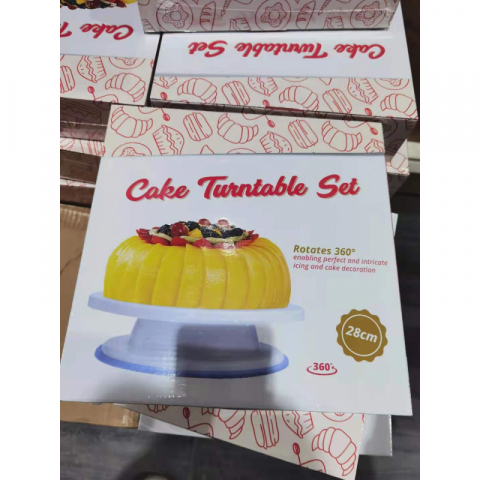 Cake Turntable Set
Cake T
Cake Turntable Set
Rotates 360°
enabling perfect and intricate
icing and cake decoration
28cm
360°